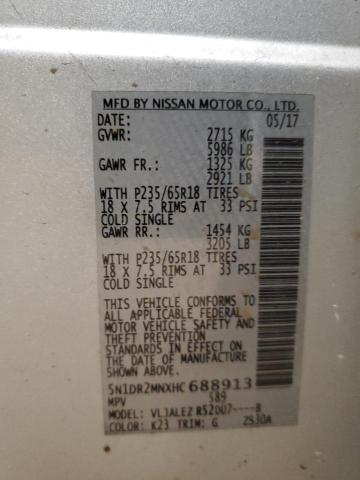 MFD BY NISSAN MOTOR CO., LTD.
DATE: 05/17
GVWR: 2715 KG
5986 LB
GAWR FR.: 1325 KG
2921 LB
WITH P235/65R18 TIRES
18 X 7.5 RIMS AT 33 PSI
COLD SINGLE
GAWR RR.: 1454 KG
3205 LB
WITH P235/65R18 TIRES
18 X 7.5 RIMS AT 33 PSI
COLD SINGLE
THIS VEHICLE CONFORMS TO
ALL APPLICABLE FEDERAL
MOTOR VEHICLE SAFETY
AND THEFT PREVENTION
STANDARDS IN EFFECT ON
THE DATE OF MANUFACTURE
SHOWN ABOVE.
5N1DR2MNXHC688913
MPV 589
MODEL: VLJALEZ R52U07----B
COLOR: K23 TRIM: G 2S30A